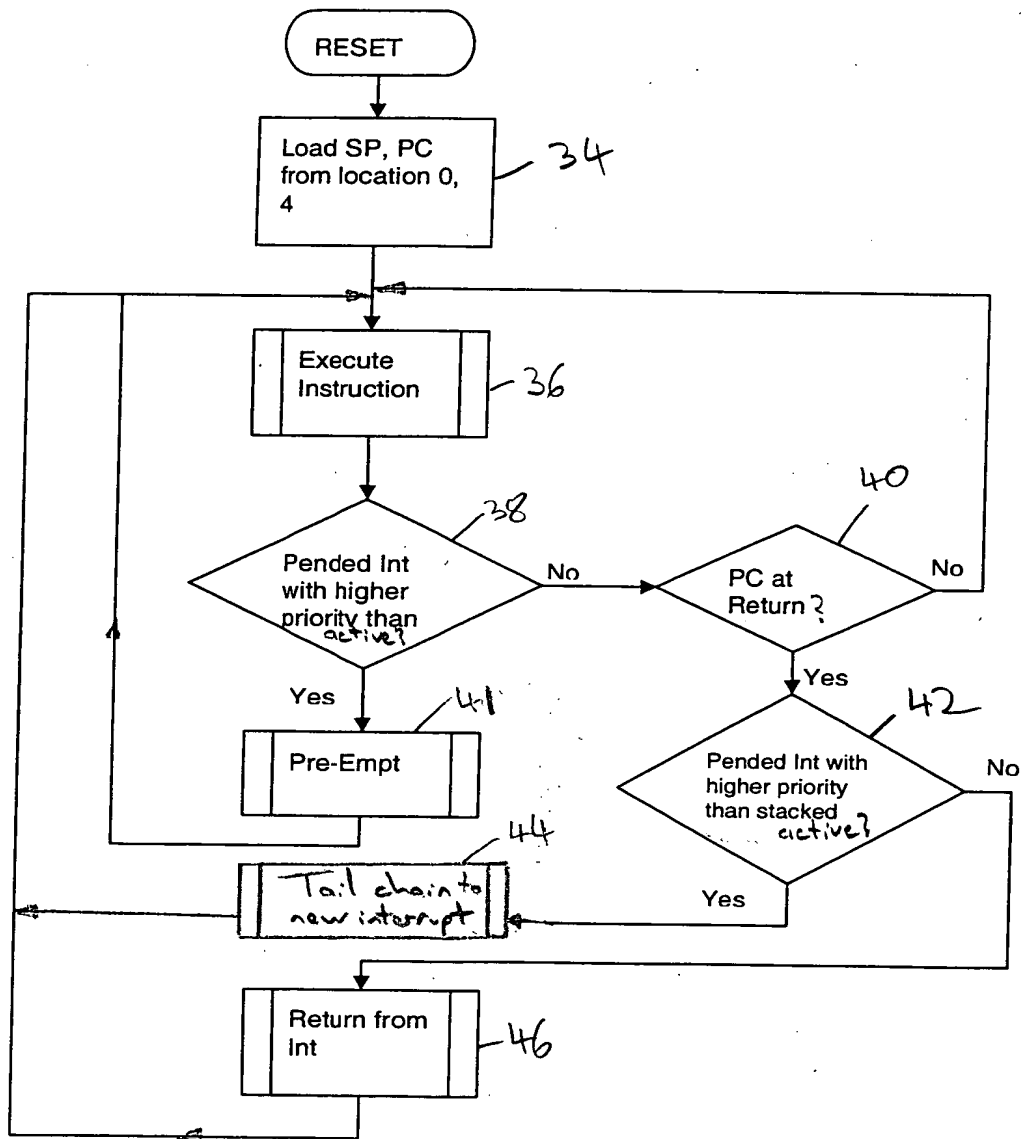 RESET
Load SP, PC
from location 0,
4
34
Execute
Instruction
36
38
Pended Int
with higher
priority than
active?
No
40
PC at
Return?
No
Yes
Yes
41
Pre-Empt
42
Pended Int with
higher priority
than stacked
active?
No
Yes
44
Tail chain to
new interrupt
Return from
Int
46